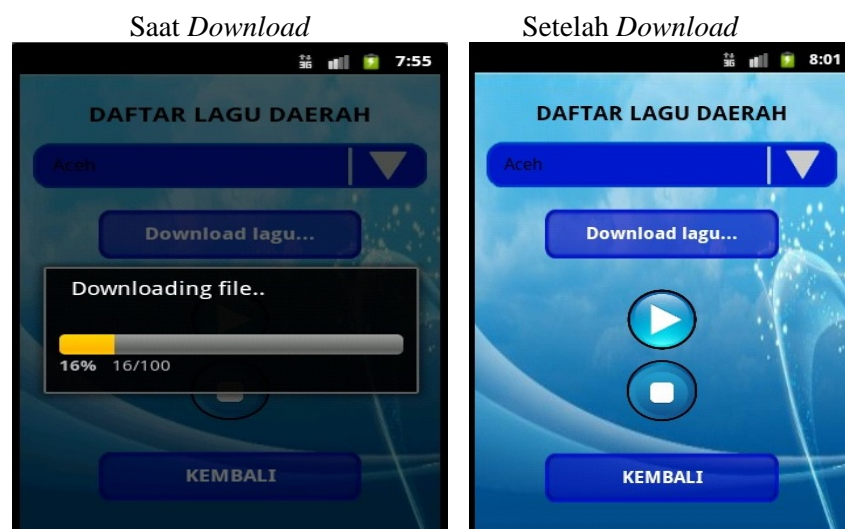 Saat Download
7:55
DAFTAR LAGU DAERAH
Aceh
Download lagu...
Downloading file..
16% 16/100
KEMBALI
Setelah Download
3G 8:01
DAFTAR LAGU DAERAH
Aceh
Download lagu...
KEMBALI